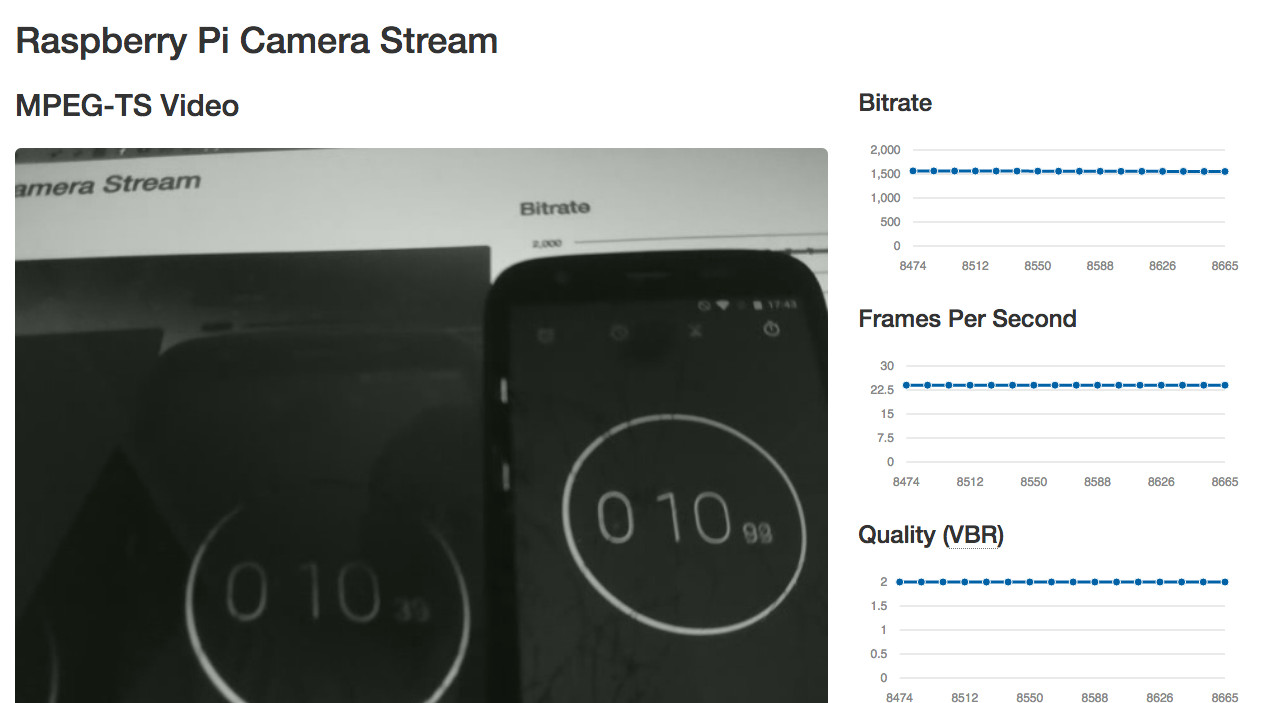 Raspberry Pi Camera Stream
MPEG-TS Video
amera Stream
Bitrate
2,000
17:43
0 10 99
0 10 39
Bitrate
2,000
1,500
1,000
500
0
8474 8512 8550 8588 8626 8665
Frames Per Second
30
22.5
15
7.5
0
8474 8512 8550 8588 8626 8665
Quality (VBR)
2
1.5
1
0.5
0
8474 8512 8550 8588 8626 8665